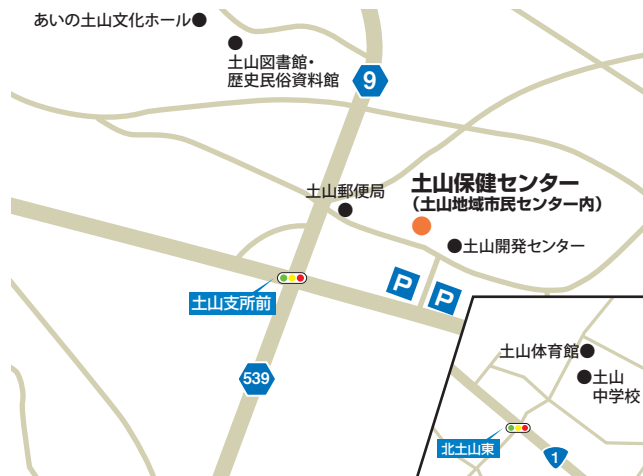 あいの土山文化ホール
土山図書館・
歴史民俗資料館
9
土山郵便局
土山保健センター
（土山地域市民センター内）
土山開発センター
P
P
土山支所前
539
土山体育館
土山
中学校
北土山東
1